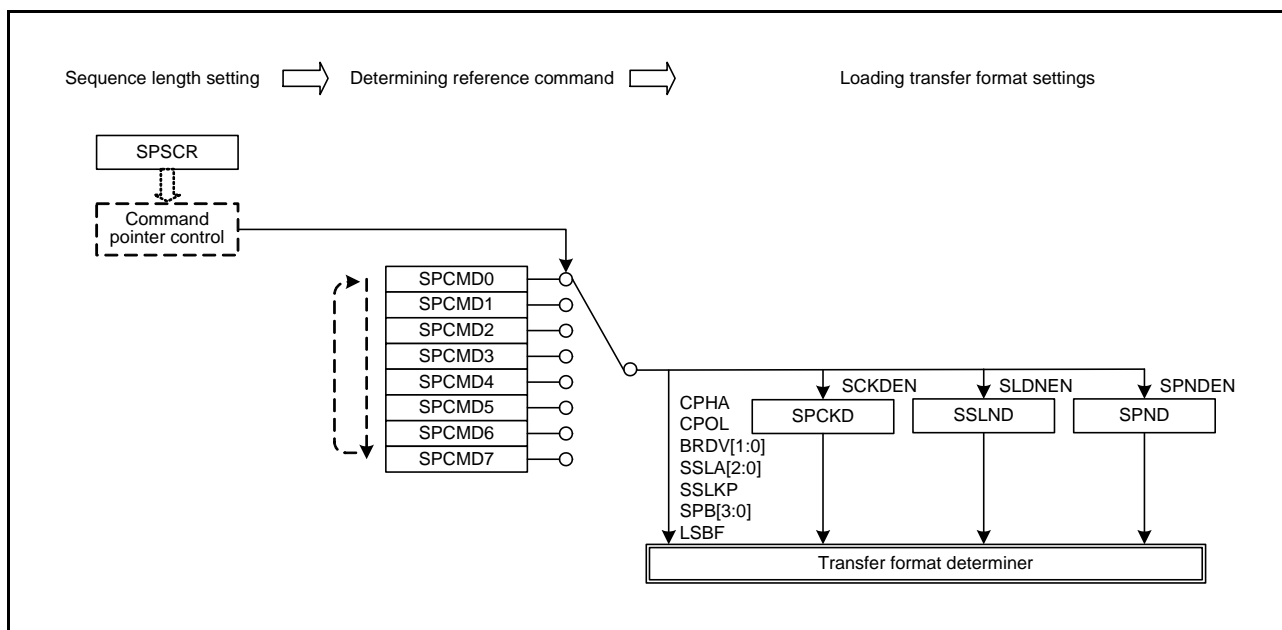 Sequence length setting
Determining reference command
Loading transfer format settings
SPSCR
Command
pointer control
SPCMD0
SPCMD1
SPCMD2
SPCMD3
SPCMD4
SPCMD5
SPCMD6
SPCMD7
CPHA
CPOL
BRDV[1:0]
SSLA[2:0]
SSLKP
SPB[3:0]
LSBF
SCKDEN
SPCKD
SLDNEN
SSLND
SPNDEN
SPND
Transfer format determiner